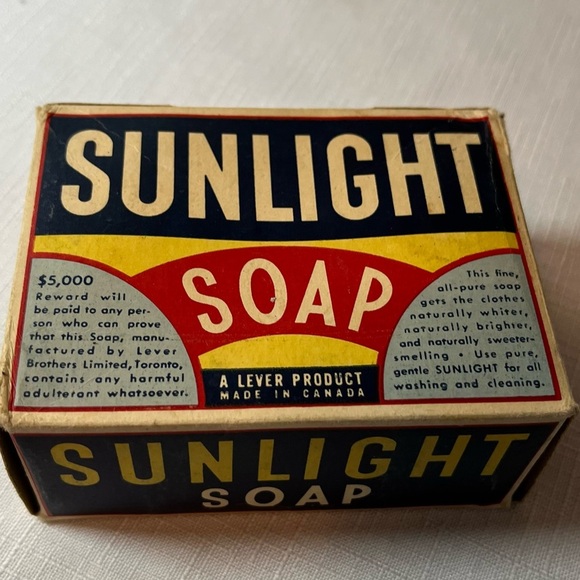 SUNLIGHT
SOAP
$5,000
Reward will
be paid to any per-
son who can prove
that this Soap, manu-
factured by Lever
Brothers Limited, Toronto,
contains any harmful
adulterant whatsoever.
This fine,
all-pure soap
gets the clothes
naturally whiter,
naturally brighter,
and naturally sweeter-
smelling • Use pure,
gentle SUNLIGHT for all
washing and cleaning.
A LEVER PRODUCT
MADE IN CANADA
SUNLIGHT
SOAP